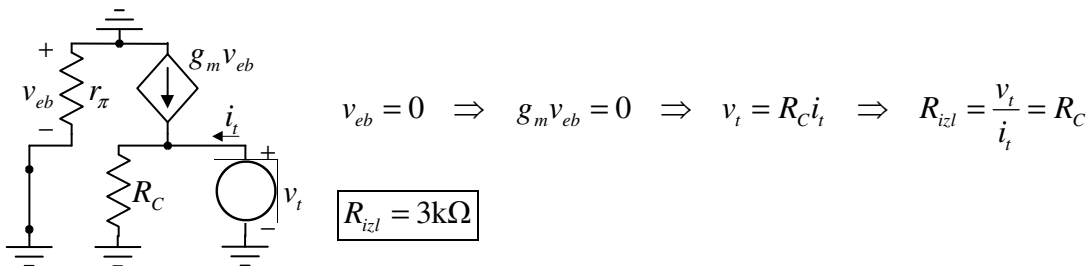 +
g_m v_eb
v_eb r_π
−
i_t
v_eb = 0 ⇒ g_m v_eb = 0 ⇒ v_t = R_C i_t ⇒ R_izl = v_t / i_t = R_C
+
R_C
v_t
−
R_izl = 3kΩ